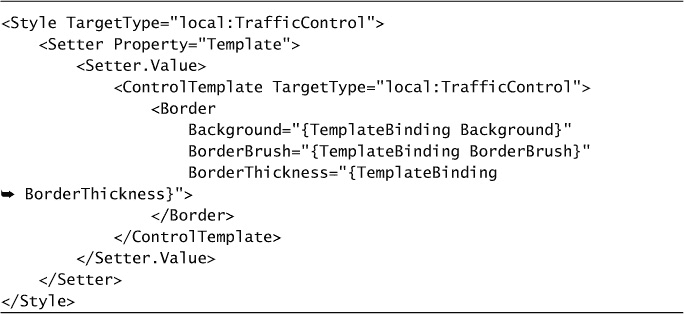 <Style TargetType="local:TrafficControl">
    <Setter Property="Template">
        <Setter.Value>
            <ControlTemplate TargetType="local:TrafficControl">
                <Border
                    Background="{TemplateBinding Background}"
                    BorderBrush="{TemplateBinding BorderBrush}"
                    BorderThickness="{TemplateBinding
➥ BorderThickness}">
                </Border>
            </ControlTemplate>
        </Setter.Value>
    </Setter>
</Style>